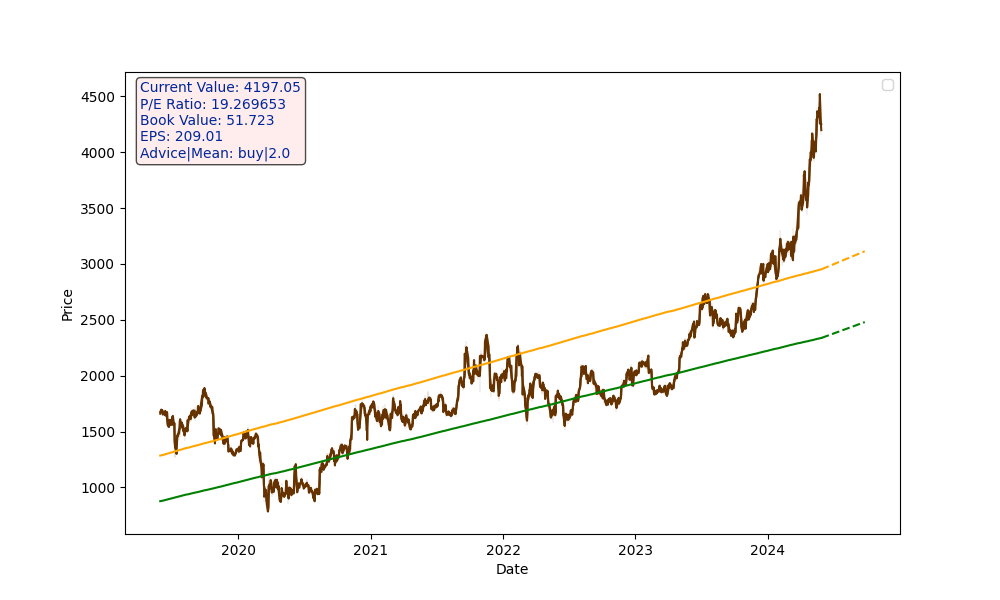 Current Value: 4197.05
P/E Ratio: 19.269653
Book Value: 51.723
EPS: 209.01
Advice|Mean: buy|2.0
4500
4000
3500
3000
2500
2000
1500
1000
Price
2020 2021 2022 2023 2024
Date